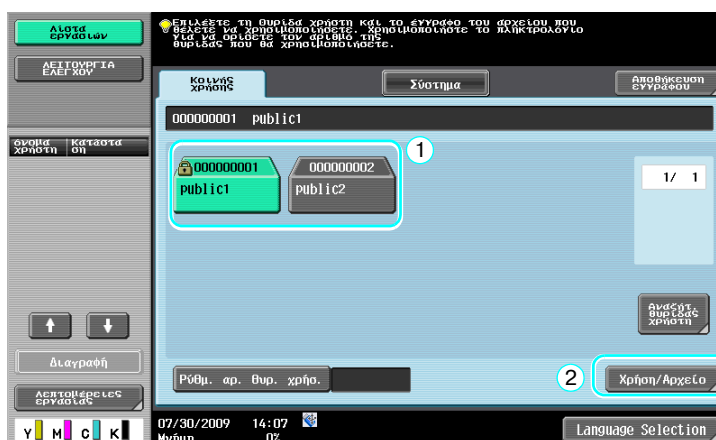 Λίστα
εργασιών
ΛΕΙΤΟΥΡΓΙΑ
ΕΛΕΓΧΟΥ
όνομα
χρήστη
Κατάστα
ση
Διαγραφή
Λεπτομέρειες
εργασίας
Y M C K
Επιλέξτε τη θυρίδα χρήστη και το έγγραφο του αρχείου που
θέλετε να χρησιμοποιήσετε. Χρησιμοποιήστε το πληκτρολόγιο
για να ορίσετε τον αριθμό της
θυρίδας που θα χρησιμοποιήσετε.
Κοινής
χρήσης
Σύστημα
Αποθήκευση
εγγράφου
000000001 public1
1
000000001
public1
000000002
public2
1/ 1
Αναζήτ.
θυρίδας
χρήστη
Ρύθμ. αρ. θυρ. χρήσ.
2
Χρήση/Αρχείο
07/30/2009 14:07
Μνήμη 0%
Language Selection